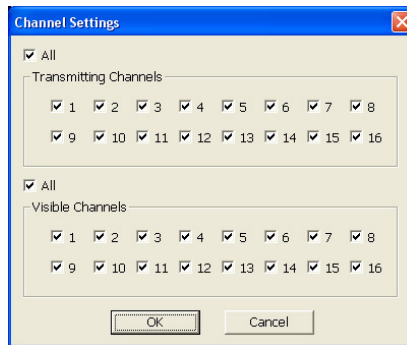 Channel Settings
All
Transmitting Channels
1 2 3 4 5 6 7 8
9 10 11 12 13 14 15 16
All
Visible Channels
1 2 3 4 5 6 7 8
9 10 11 12 13 14 15 16
OK Cancel